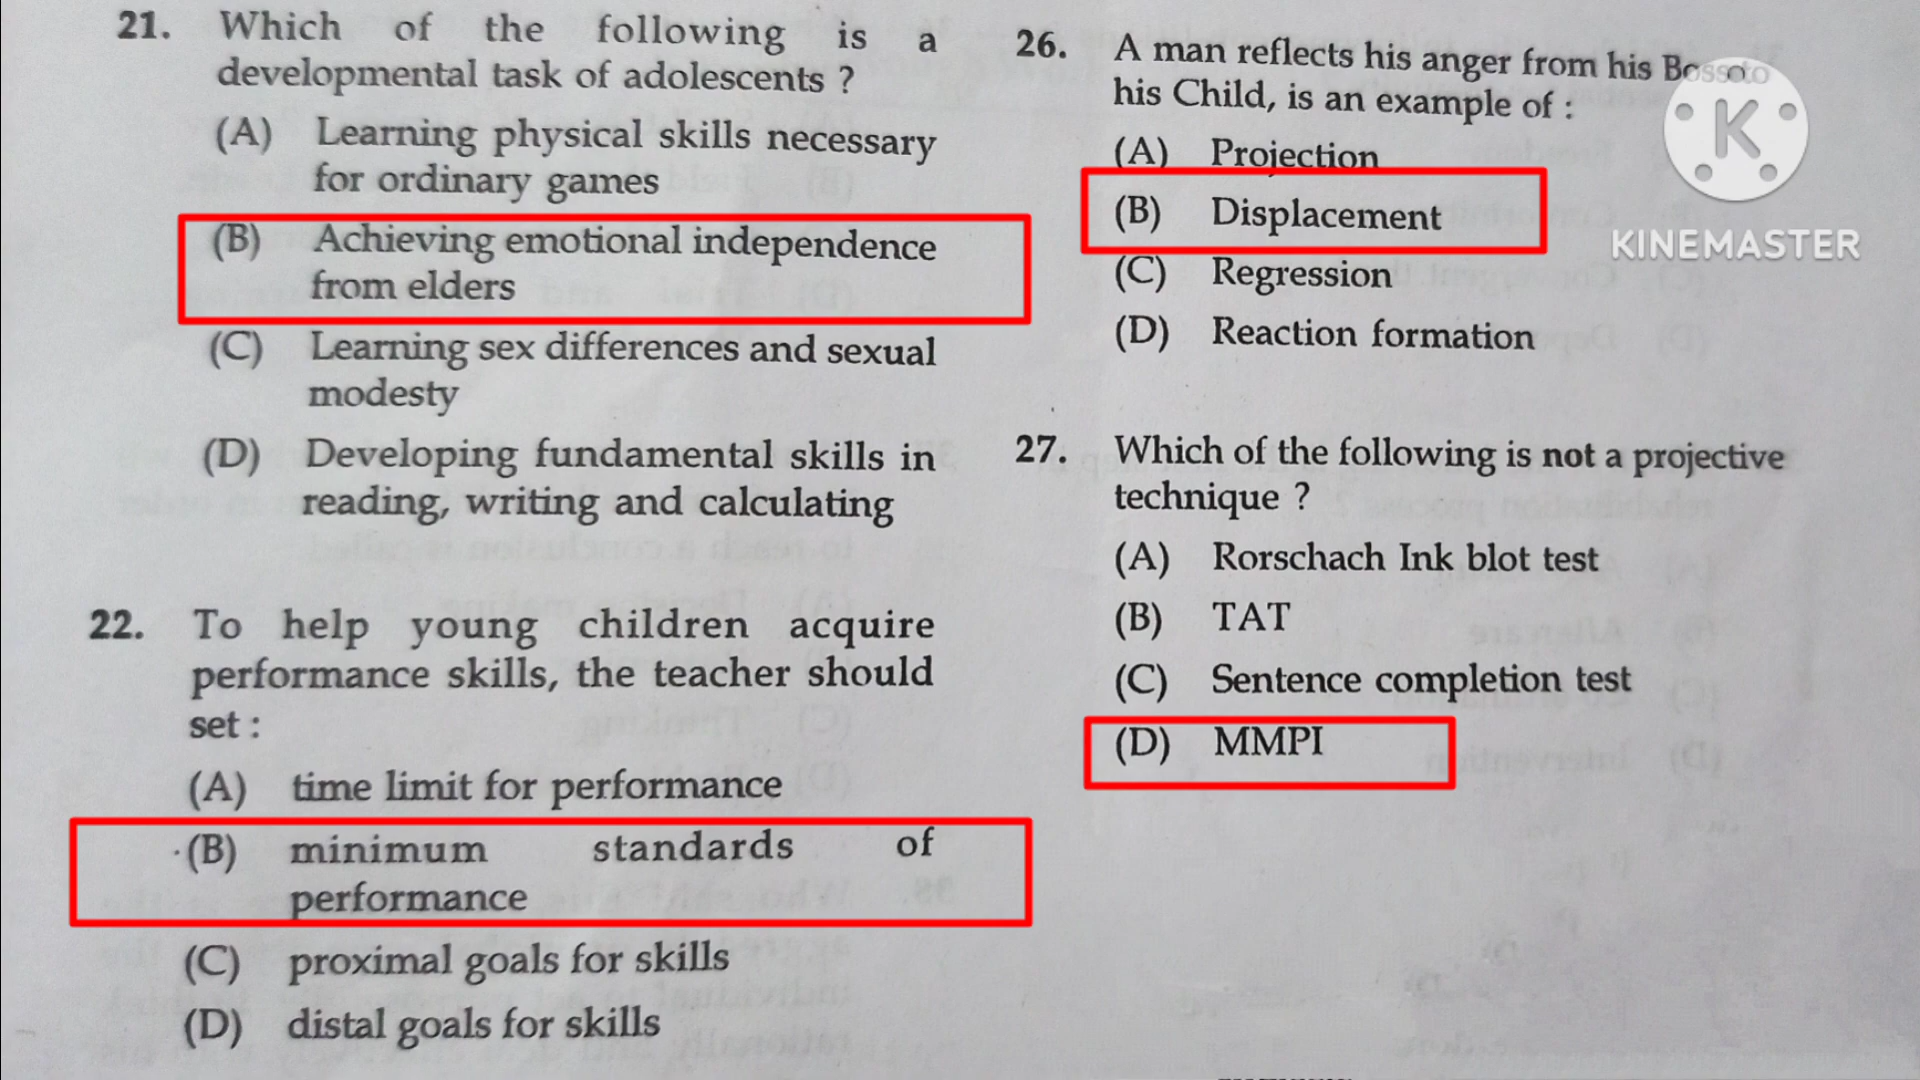 21. Which of the following is a
developmental task of adolescents ?
(A) Learning physical skills necessary
for ordinary games
(B) Achieving emotional independence
from elders
(C) Learning sex differences and sexual
modesty
(D) Developing fundamental skills in
reading, writing and calculating
22. To help young children acquire
performance skills, the teacher should
set :
(A) time limit for performance
(B) minimum standards of
performance
(C) proximal goals for skills
(D) distal goals for skills
26. A man reflects his anger from his Boss to
his Child, is an example of :
(A) Projection
(B) Displacement
(C) Regression
(D) Reaction formation
27. Which of the following is not a projective
technique ?
(A) Rorschach Ink blot test
(B) TAT
(C) Sentence completion test
(D) MMPI
K
KINEMASTER